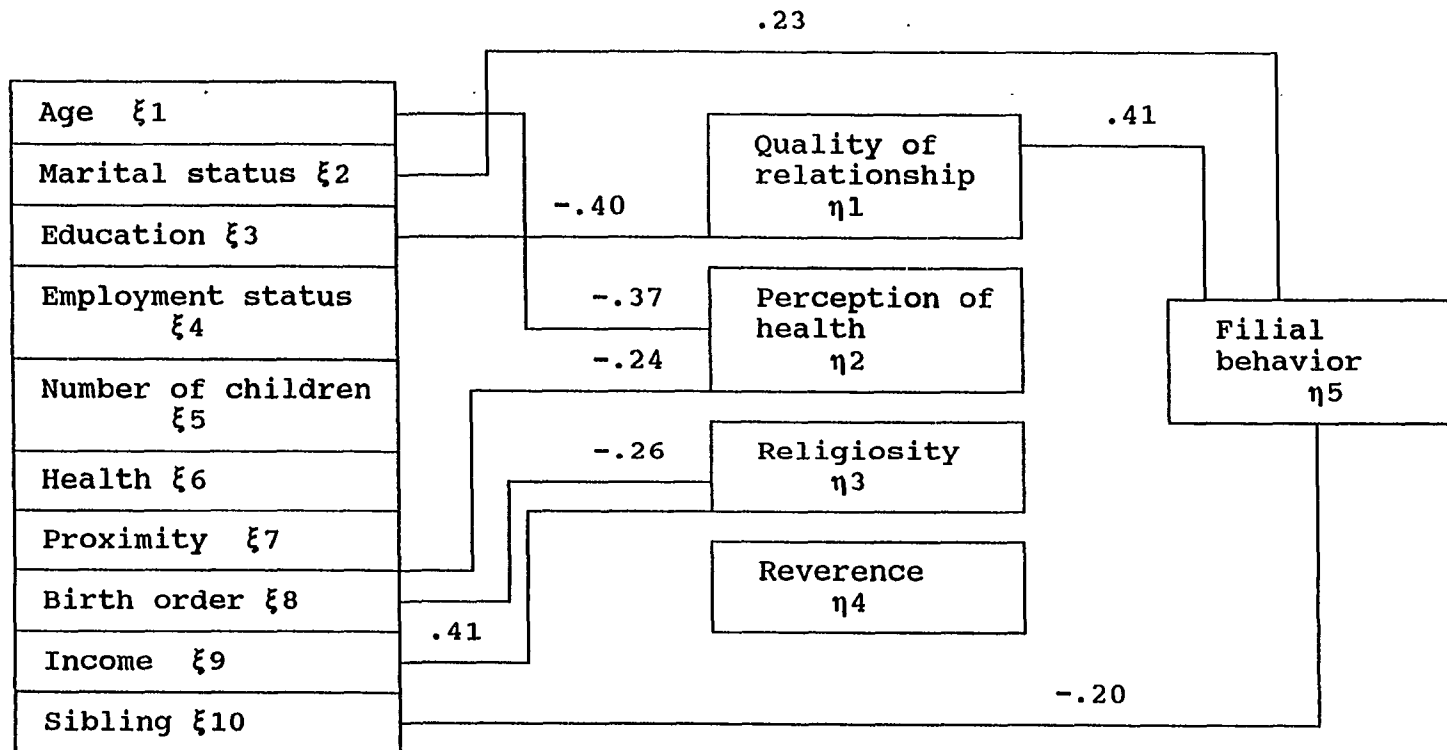 .23
Age ξ1
Marital status ξ2
Education ξ3
Employment status
ξ4
Number of children
ξ5
Health ξ6
Proximity ξ7
Birth order ξ8
Income ξ9
Sibling ξ10
-.40
-.37
-.24
-.26
.41
Quality of
relationship
η1
Perception of
health
η2
Religiosity
η3
Reverence
η4
.41
-.20
Filial
behavior
η5